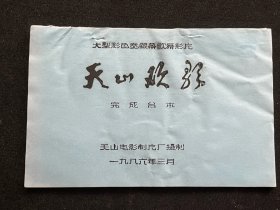 大型彩色宽银幕歌舞影片
天山欢歌
完成台本
天山电影制片厂摄制
一九八六年三月